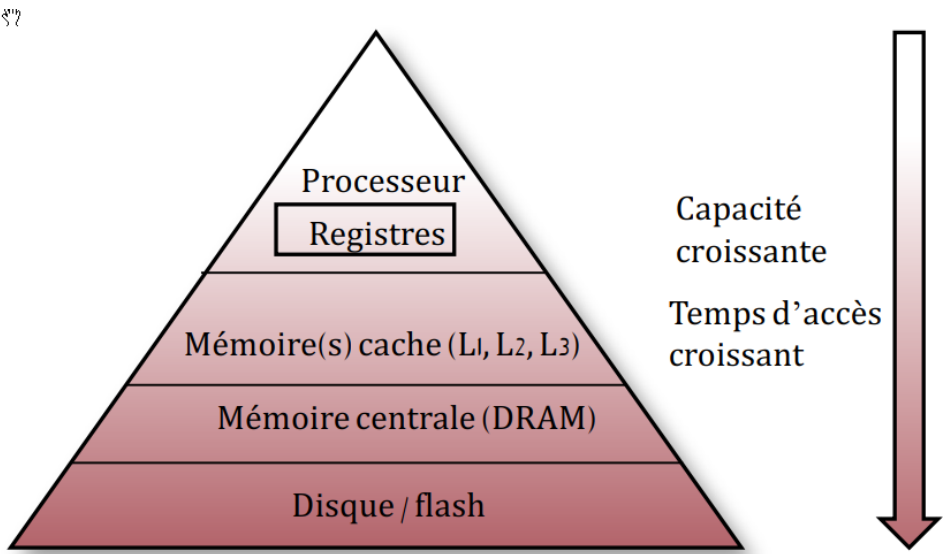 Processeur
Registres
Mémoire(s) cache (L1, L2, L3)
Mémoire centrale (DRAM)
Disque / flash
Capacité
croissante
Temps d’accès
croissant